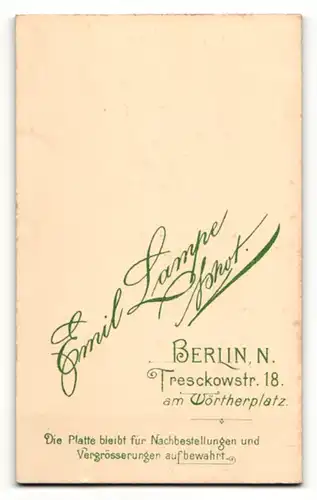 Emil Lampe
phot.
BERLIN, N.
Tresckowstr. 18.
am Wörtherplatz.
Die Platte bleibt für Nachbestellungen und
Vergrösserungen aufbewahrt.